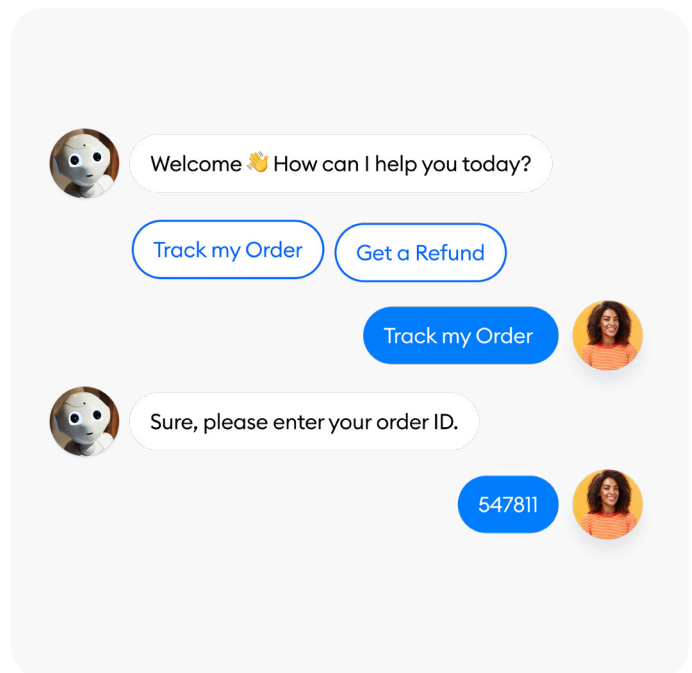 Welcome 👋 How can I help you today?
Track my Order
Get a Refund
Track my Order
Sure, please enter your order ID.
547811